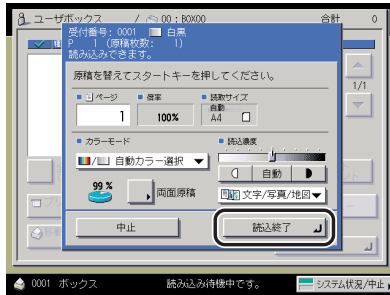 ユーザボックス / 00：BOX00 合計 0
受付番号：0001 白黒
P 1 （原稿枚数： 1）
読み込みできます。
原稿を替えてスタートキーを押してください。
ページ 倍率 読取サイズ
1 100% 自動 A4
1/1
カラーモード 読込濃度
自動カラー選択 自動
99 % 両面原稿 文字/写真/地図
中止 読込終了
0001 ボックス 読み込み待機中です。 システム状況/中止